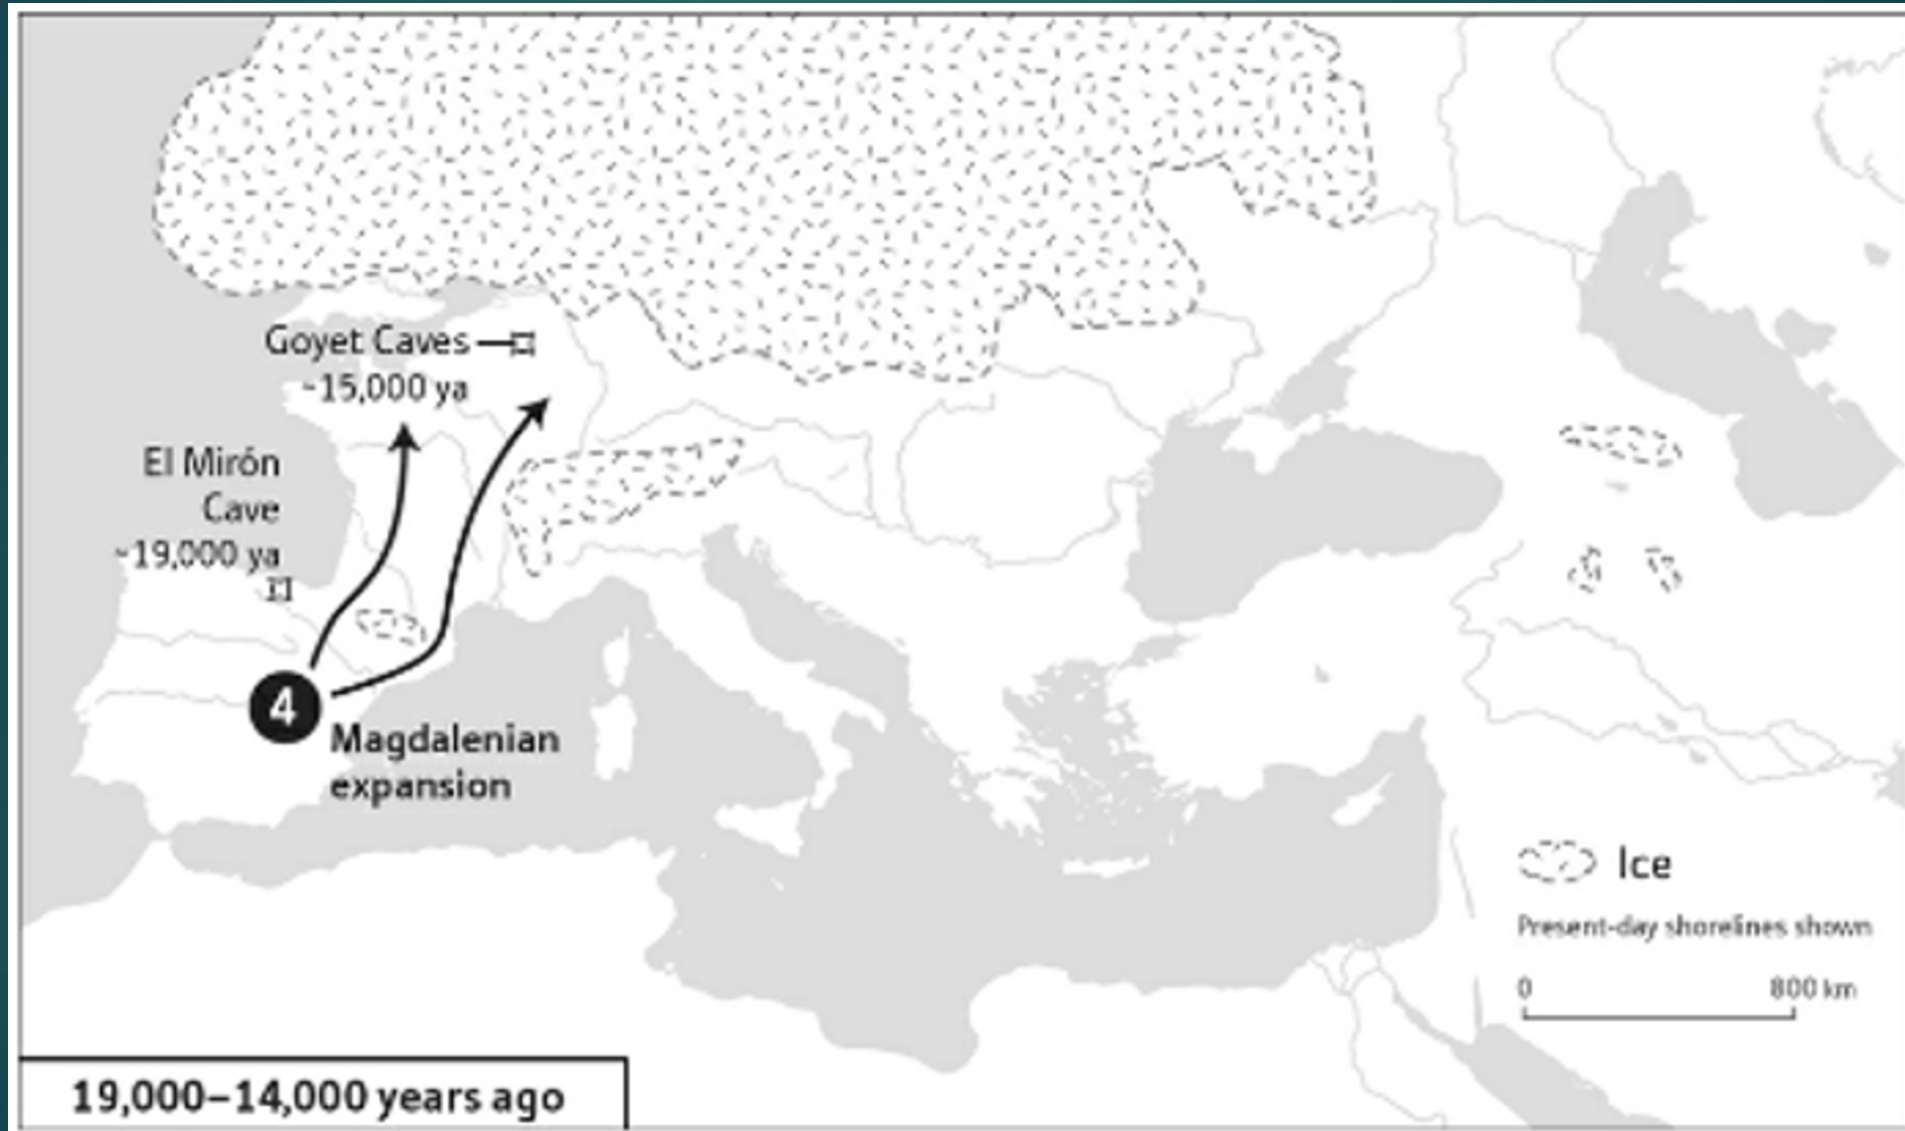 Goyet Caves
~15,000 ya
El Mirón
Cave
~19,000 ya
4
Magdalenian
expansion
Ice
Present-day shorelines shown
0 800 km
19,000–14,000 years ago